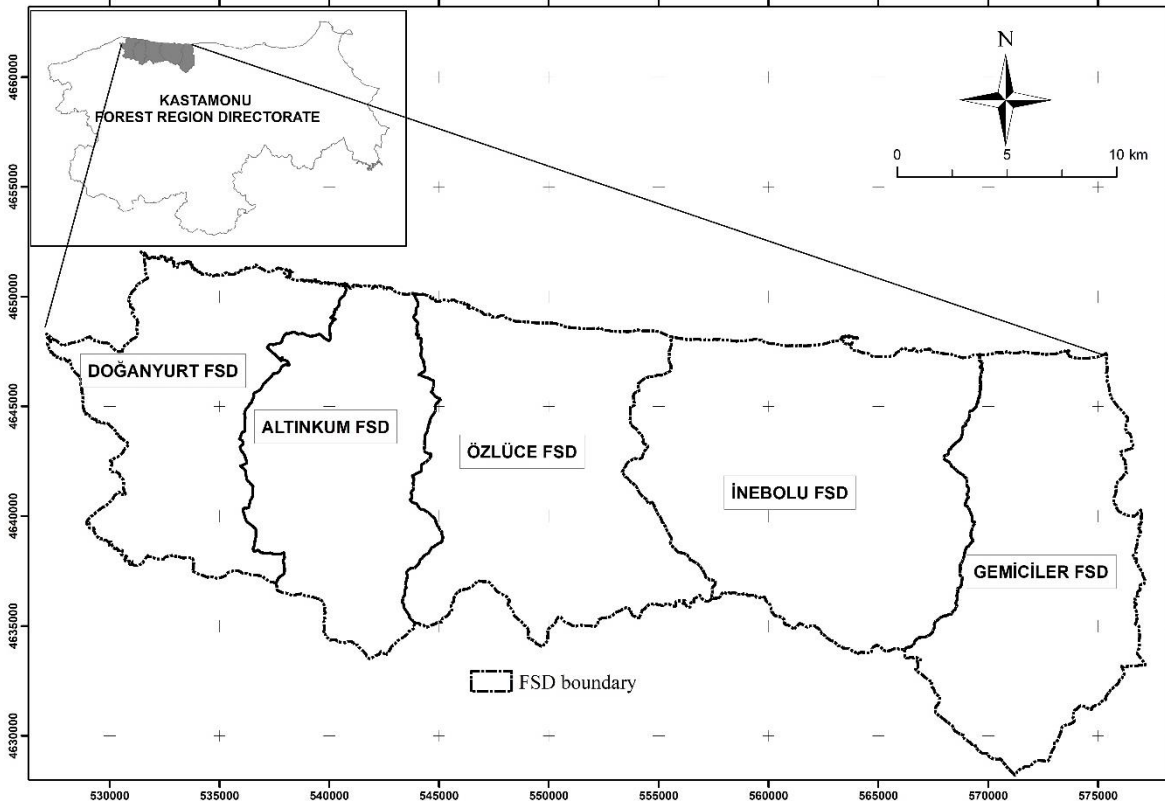 KASTAMONU
FOREST REGION DIRECTORATE
N
0 5 10 km
4660000
4655000
4650000
4645000
4640000
4635000
4630000
DOĞANYURT FSD
ALTINKUM FSD
ÖZLÜCE FSD
İNEBOLU FSD
GEMİCİLER FSD
FSD boundary
530000 535000 540000 545000 550000 555000 560000 565000 570000 575000